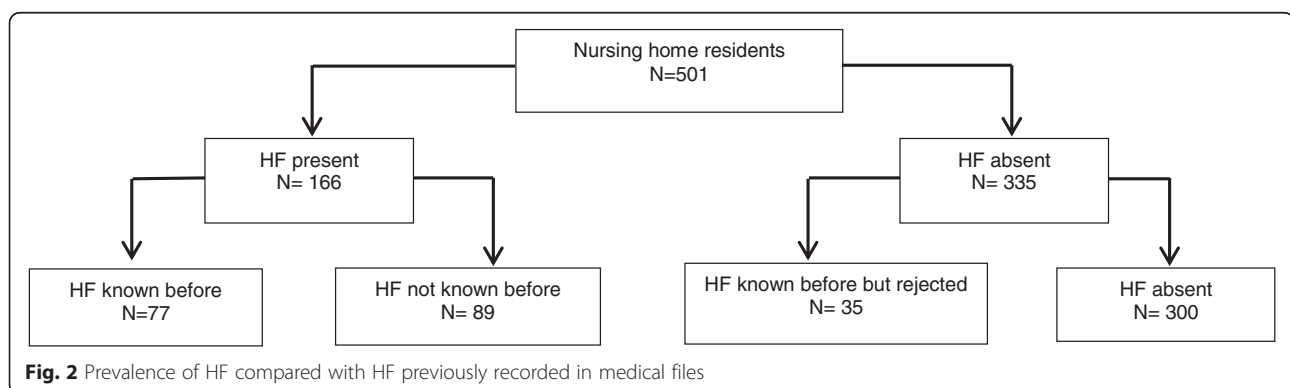 Nursing home residents
N=501
HF present
N= 166
HF absent
N= 335
HF known before
N=77
HF not known before
N= 89
HF known before but rejected
N= 35
HF absent
N= 300
Fig. 2 Prevalence of HF compared with HF previously recorded in medical files